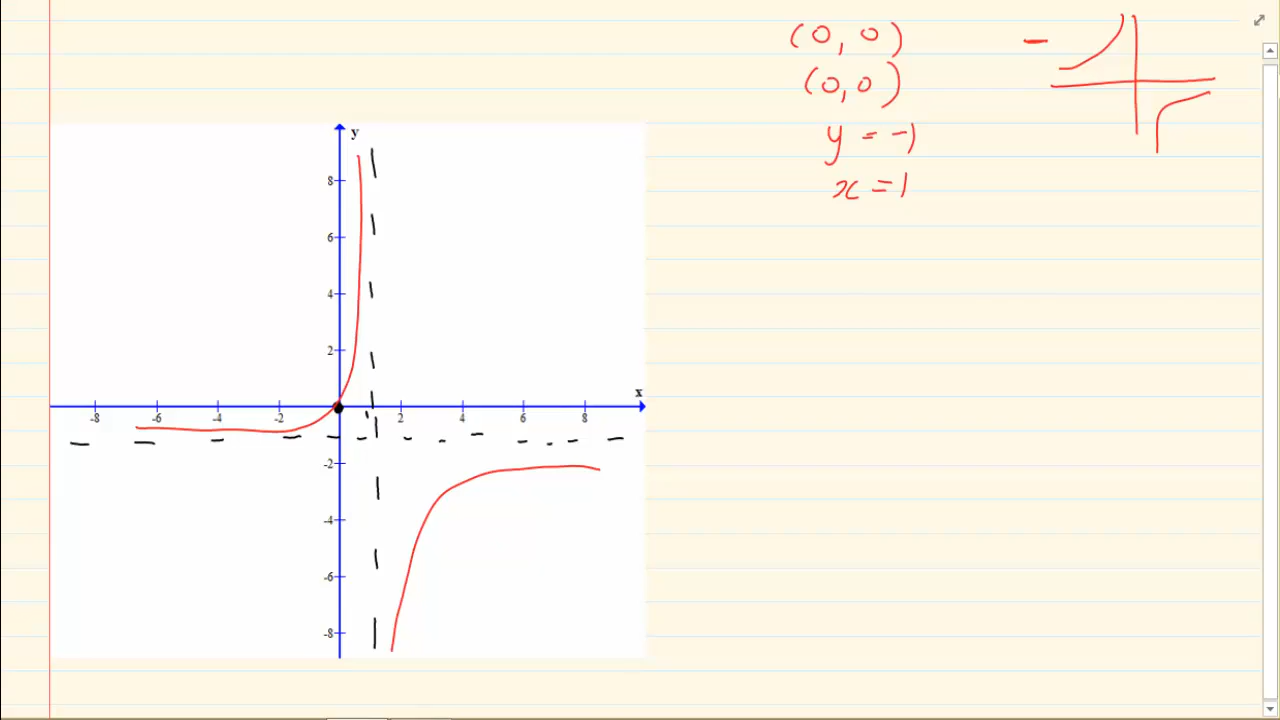 (0, 0)
(0, 0)
y = -1
x = 1
-
y
8
6
4
2
x
-8 -6 -4 -2 2 4 6 8
-2
-4
-6
-8